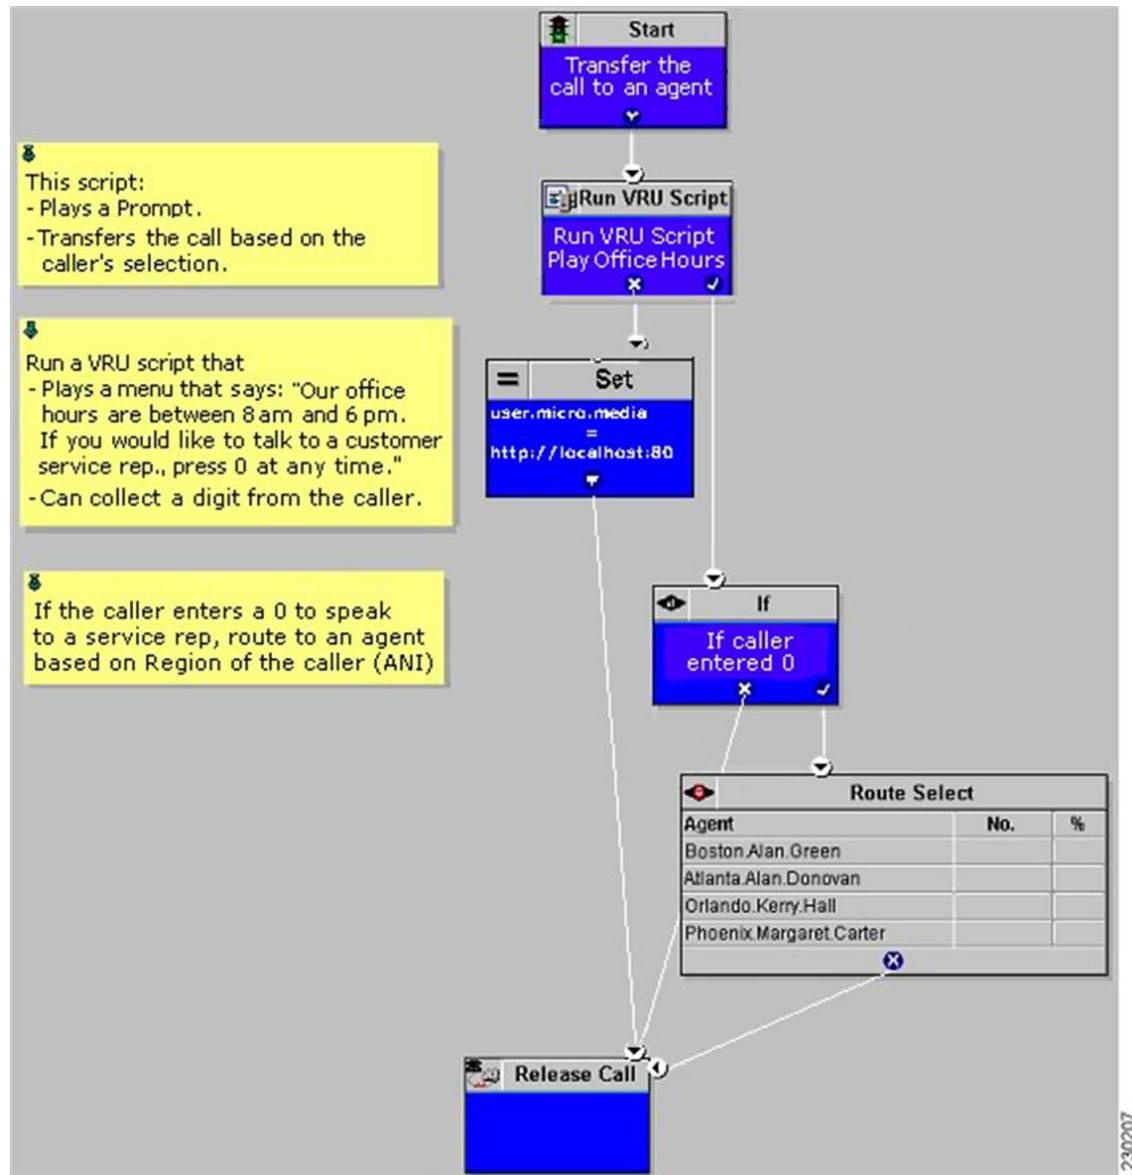 Start
Transfer the
call to an agent
This script:
- Plays a Prompt.
- Transfers the call based on the
caller's selection.
Run VRU Script
Run VRU Script
Play Office Hours
Run a VRU script that
- Plays a menu that says: "Our office
hours are between 8 am and 6 pm.
If you would like to talk to a customer
service rep., press 0 at any time."
- Can collect a digit from the caller.
Set
user.micro.media
=
http://localhost:80
If the caller enters a 0 to speak
to a service rep, route to an agent
based on Region of the caller (ANI)
If
If caller
entered 0
Route Select
Agent No. %
Boston.Alan.Green
Atlanta.Alan.Donovan
Orlando.Kerry.Hall
Phoenix.Margaret.Carter
Release Call
230207